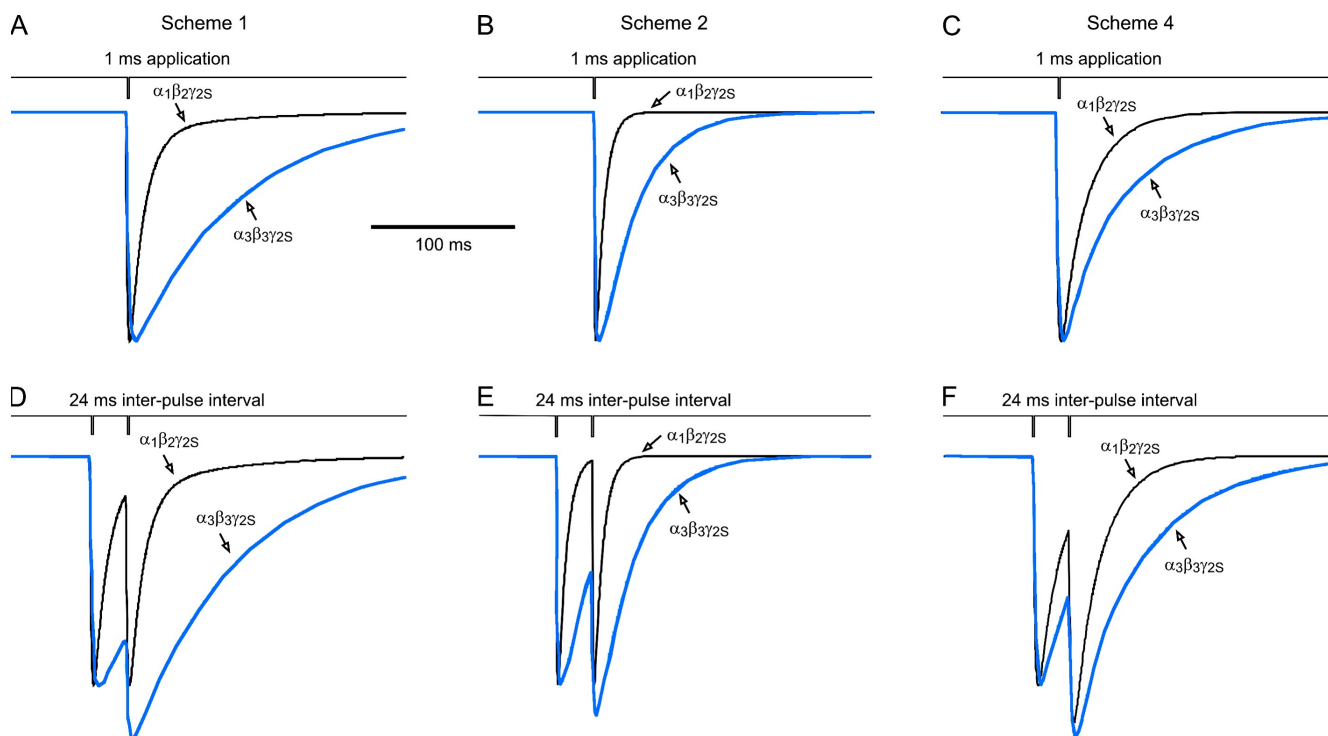 A
Scheme 1
1 ms application
α1β2γ2S
α3β3γ2S
100 ms
B
Scheme 2
1 ms application
α1β2γ2S
α3β3γ2S
C
Scheme 4
1 ms application
α1β2γ2S
α3β3γ2S
D
24 ms inter-pulse interval
α1β2γ2S
α3β3γ2S
E
24 ms inter-pulse interval
α1β2γ2S
α3β3γ2S
F
24 ms inter-pulse interval
α1β2γ2S
α3β3γ2S